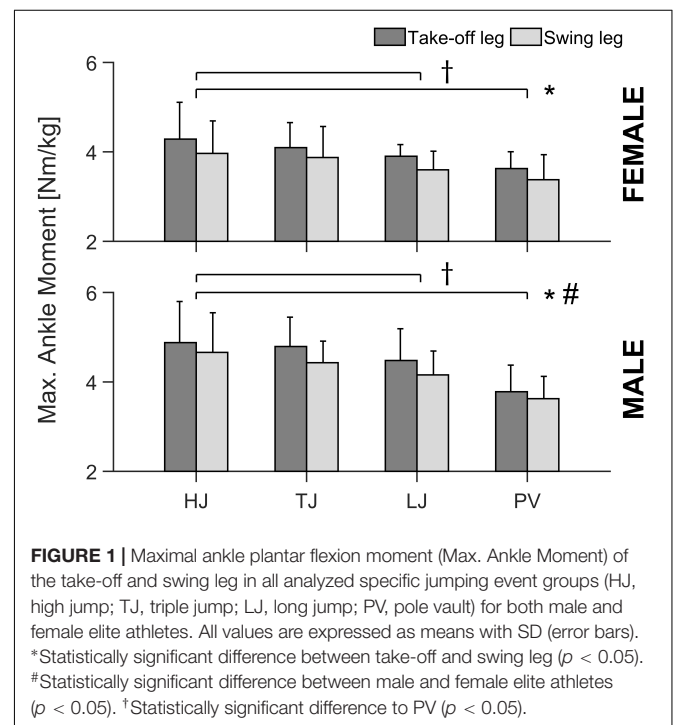 Take-off leg Swing leg
Max. Ankle Moment [Nm/kg]
6
†
*
4
2
FEMALE
6
†
* #
4
2
MALE
HJ TJ LJ PV
FIGURE 1 | Maximal ankle plantar flexion moment (Max. Ankle Moment) of
the take-off and swing leg in all analyzed specific jumping event groups (HJ,
high jump; TJ, triple jump; LJ, long jump; PV, pole vault) for both male and
female elite athletes. All values are expressed as means with SD (error bars).
*Statistically significant difference between take-off and swing leg (p < 0.05).
#Statistically significant difference between male and female elite athletes
(p < 0.05). †Statistically significant difference to PV (p < 0.05).